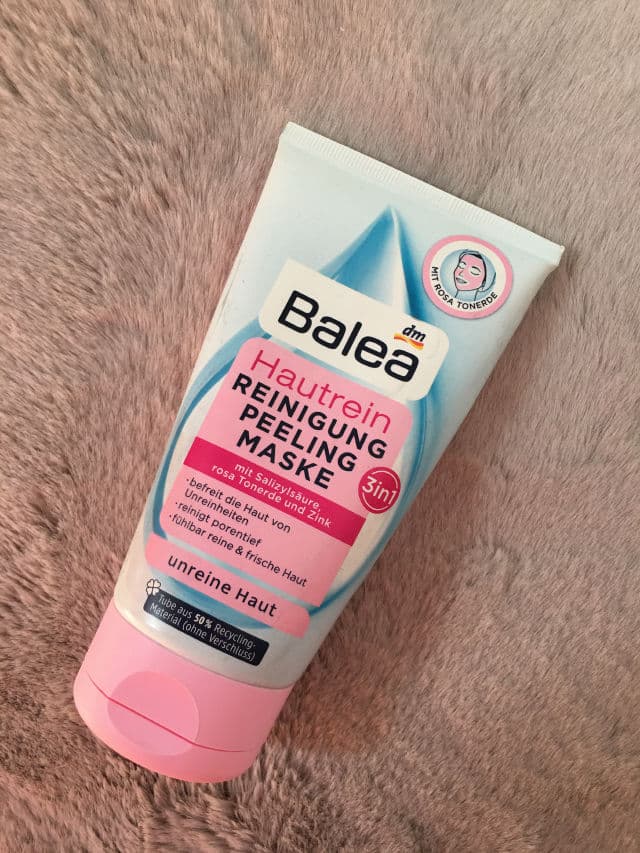 MIT ROSA TONERDE
Balea
dm
Hautrein
REINIGUNG
PEELING
MASKE
3in1
mit Salizylsäure,
rosa Tonerde und Zink
·befreit die Haut von
Unreinheiten
·reinigt porentief
·fühlbar reine & frische Haut
unreine Haut
Tube aus 50% Recycling-
Material (ohne Verschluss)